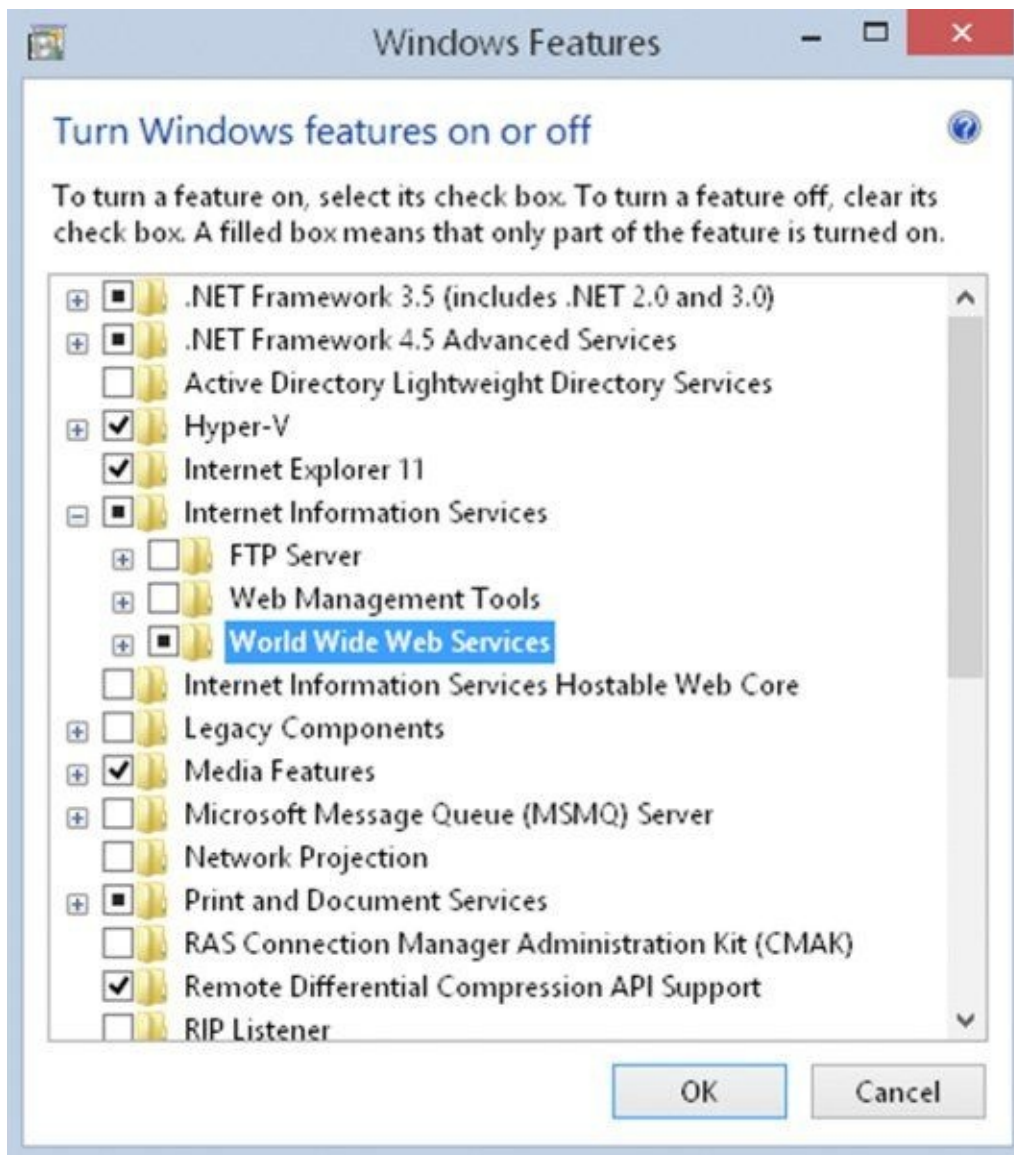 Windows Features
Turn Windows features on or off
To turn a feature on, select its check box. To turn a feature off, clear its
check box. A filled box means that only part of the feature is turned on.
.NET Framework 3.5 (includes .NET 2.0 and 3.0)
.NET Framework 4.5 Advanced Services
Active Directory Lightweight Directory Services
Hyper-V
Internet Explorer 11
Internet Information Services
FTP Server
Web Management Tools
World Wide Web Services
Internet Information Services Hostable Web Core
Legacy Components
Media Features
Microsoft Message Queue (MSMQ) Server
Network Projection
Print and Document Services
RAS Connection Manager Administration Kit (CMAK)
Remote Differential Compression API Support
RIP Listener
OK Cancel